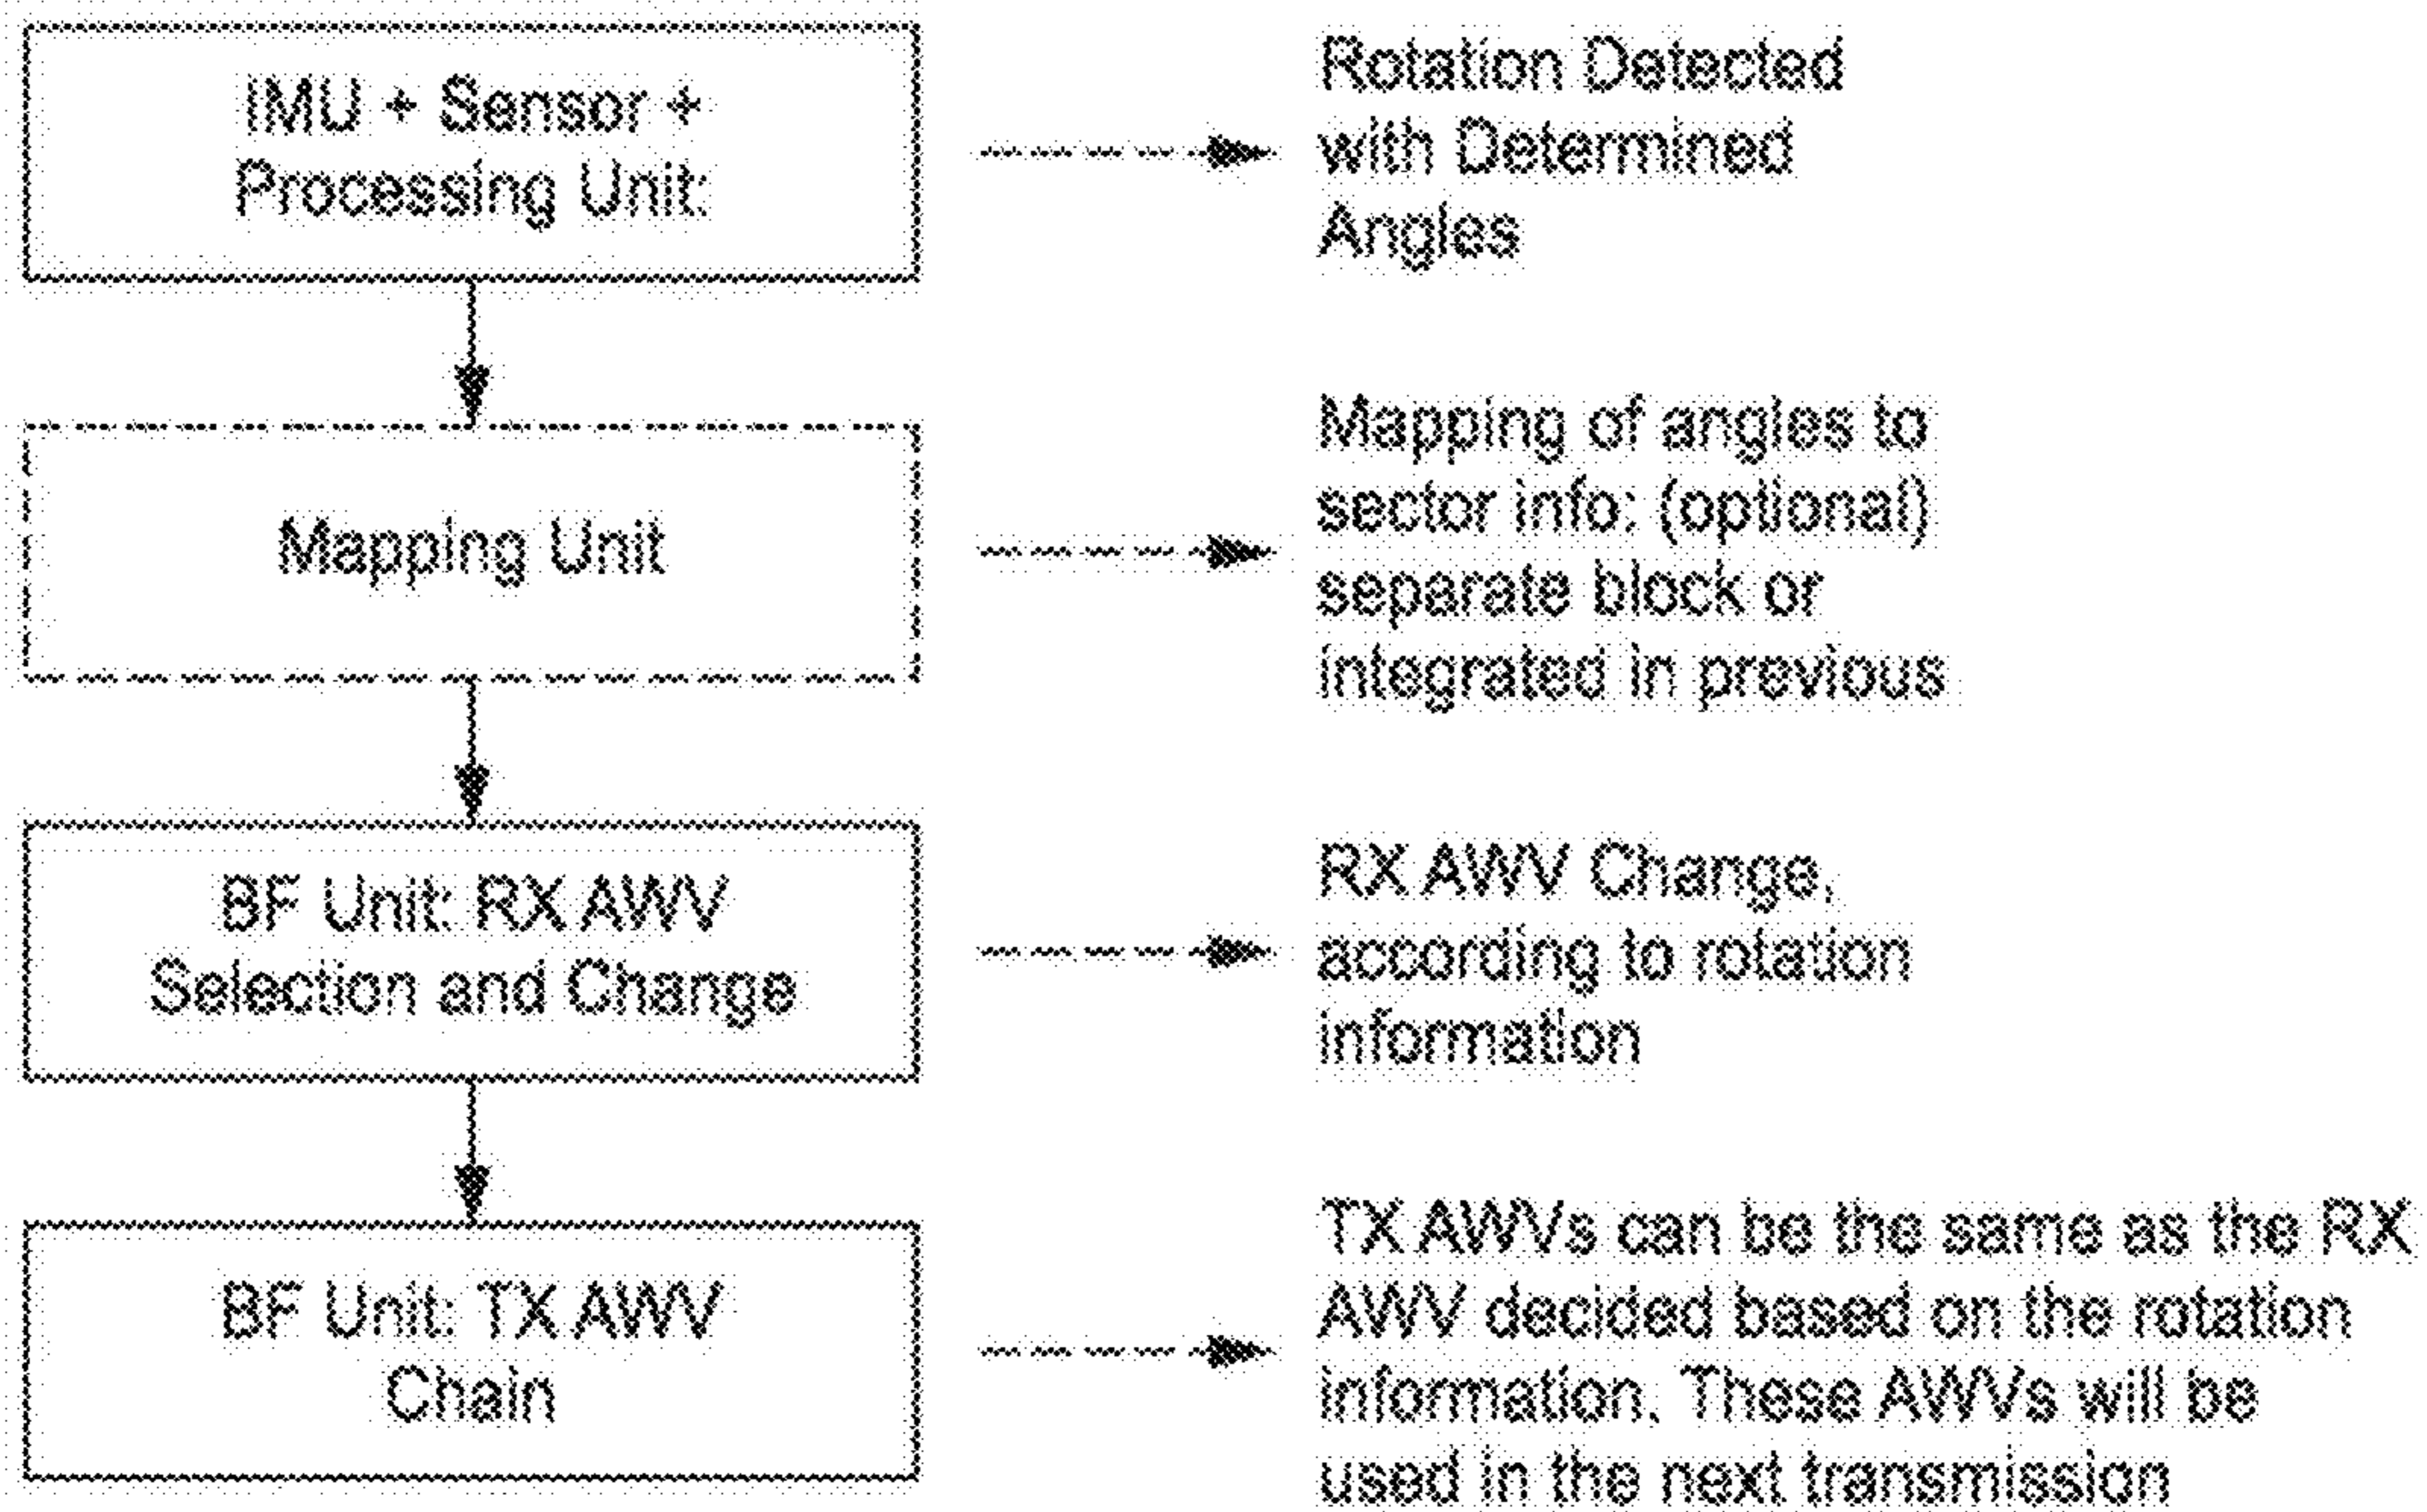 IMU + Sensor +
Processing Unit:
Rotation Detected
with Determined
Angles
Mapping Unit
Mapping of angles to
sector info: (optional)
separate block or
integrated in previous
BF Unit: RX AWV
Selection and Change
RX AWV Change,
according to rotation
information
BF Unit: TX AWV
Chain
TX AWVs can be the same as the RX
AWV decided based on the rotation
information. These AWVs will be
used in the next transmission